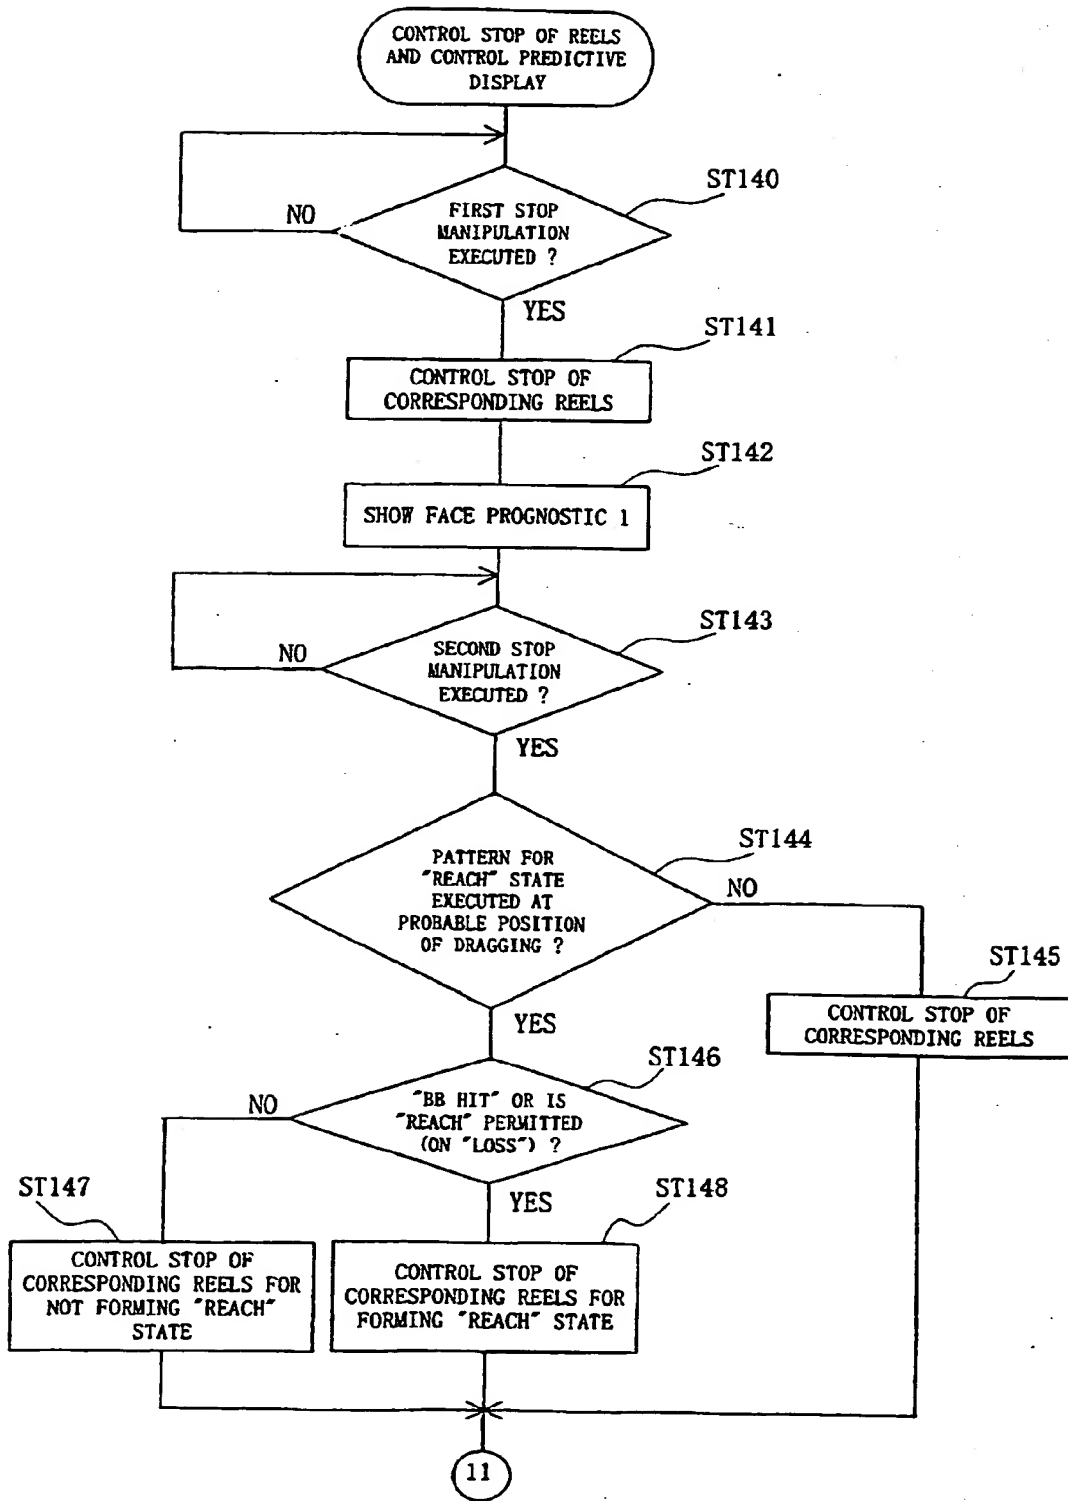 CONTROL STOP OF REELS
AND CONTROL PREDICTIVE
DISPLAY
ST140
NO
FIRST STOP
MANIPULATION
EXECUTED ?
YES
ST141
CONTROL STOP OF
CORRESPONDING REELS
ST142
SHOW FACE PROGNOSTIC 1
ST143
NO
SECOND STOP
MANIPULATION
EXECUTED ?
YES
ST144
PATTERN FOR
"REACH" STATE
EXECUTED AT
PROBABLE POSITION
OF DRAGGING ?
NO
ST145
CONTROL STOP OF
CORRESPONDING REELS
YES
ST146
NO
"BB HIT" OR IS
"REACH" PERMITTED
(ON "LOSS") ?
YES
ST147
CONTROL STOP OF
CORRESPONDING REELS FOR
NOT FORMING "REACH"
STATE
ST148
CONTROL STOP OF
CORRESPONDING REELS FOR
FORMING "REACH" STATE
11